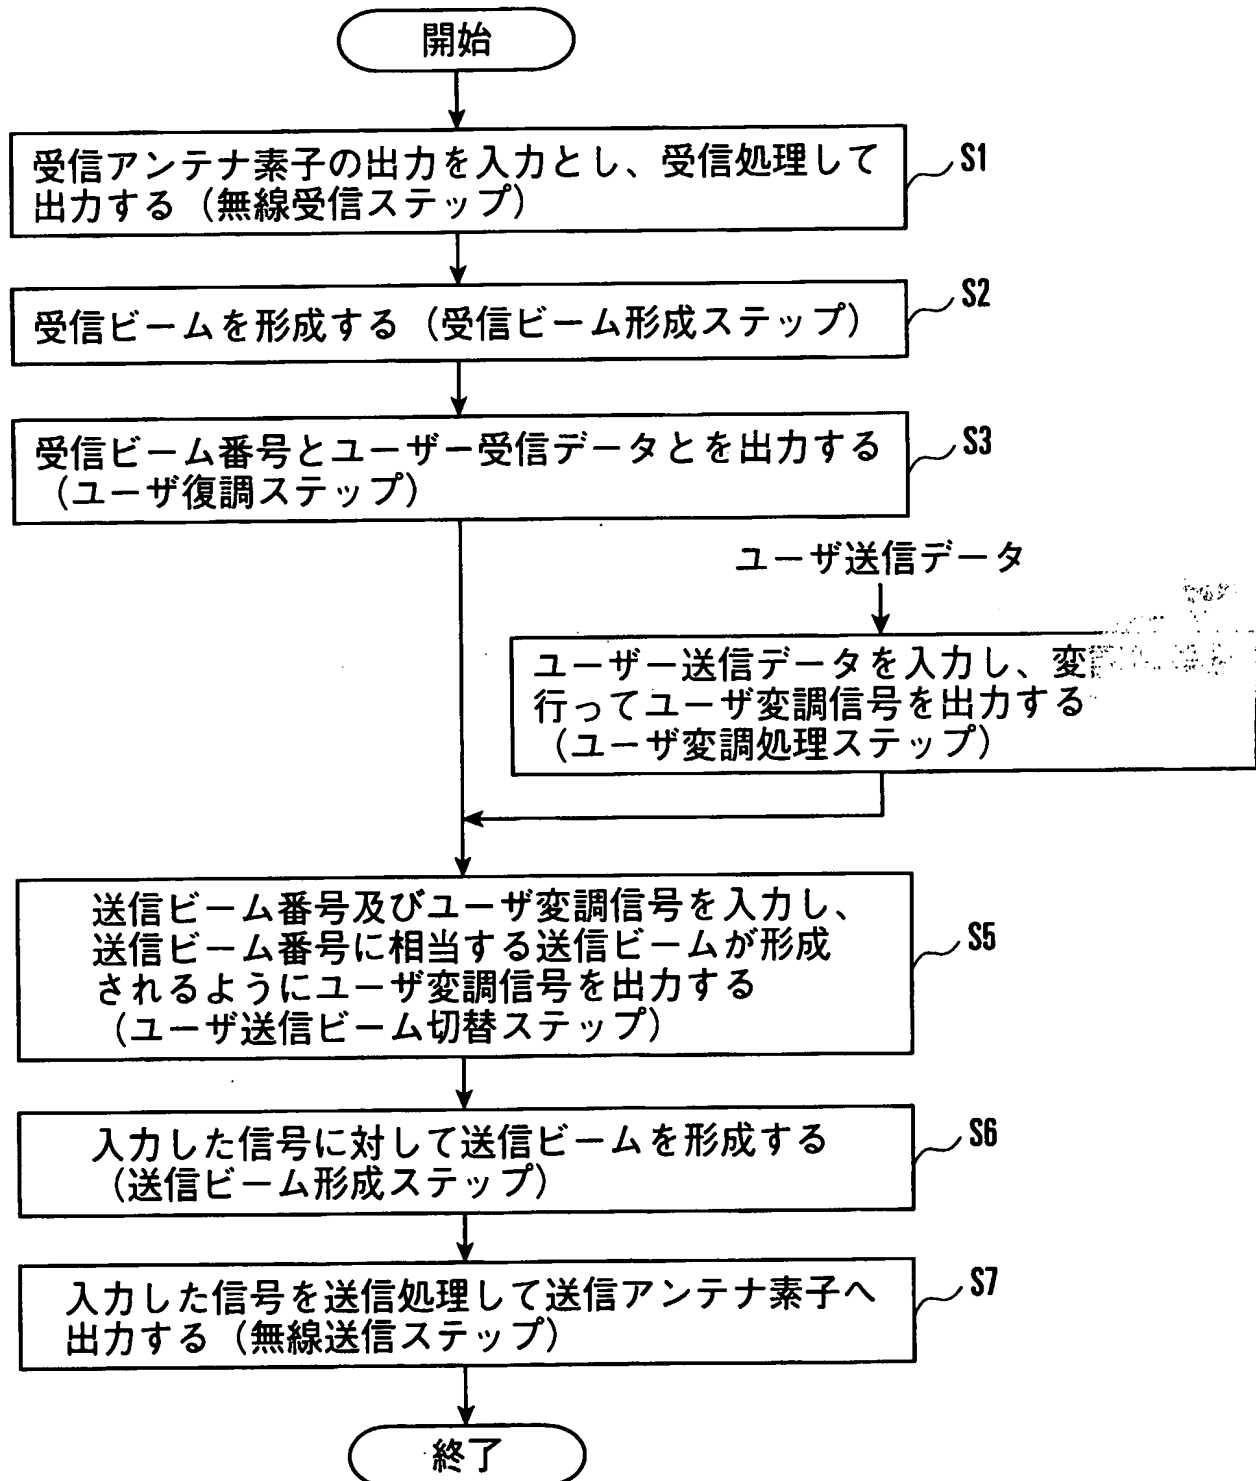 開始
受信アンテナ素子の出力を入力とし、受信処理して
出力する（無線受信ステップ）
S1
受信ビームを形成する（受信ビーム形成ステップ）
S2
受信ビーム番号とユーザー受信データとを出力する
（ユーザ復調ステップ）
S3
ユーザ送信データ
ユーザー送信データを入力し、変
行ってユーザ変調信号を出力する
（ユーザ変調処理ステップ）
送信ビーム番号及びユーザ変調信号を入力し、
送信ビーム番号に相当する送信ビームが形成
されるようにユーザ変調信号を出力する
（ユーザ送信ビーム切替ステップ）
S5
入力した信号に対して送信ビームを形成する
（送信ビーム形成ステップ）
S6
入力した信号を送信処理して送信アンテナ素子へ
出力する（無線送信ステップ）
S7
終了